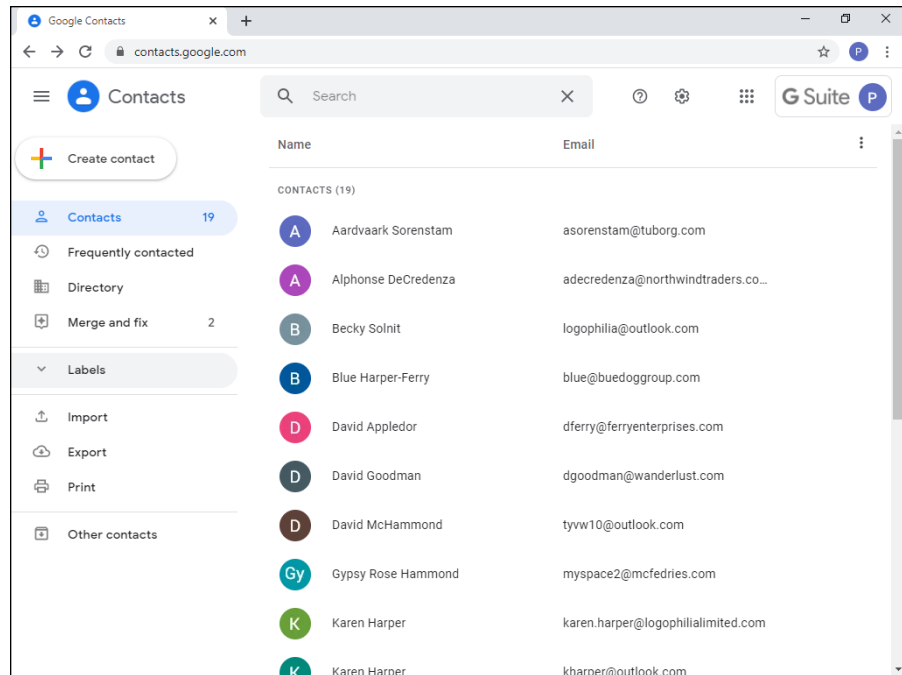 Google Contacts
contacts.google.com
P
Contacts
Search
G Suite
P
Create contact
Contacts 19
Frequently contacted
Directory
Merge and fix 2
Labels
Import
Export
Print
Other contacts
Name Email
CONTACTS (19)
A Aardvaark Sorenstam asorenstam@tuborg.com
A Alphonse DeCredenza adecredenza@northwindtraders.co...
B Becky Solnit logophilia@outlook.com
B Blue Harper-Ferry blue@buedoggroup.com
D David Appledor dferry@ferryenterprises.com
D David Goodman dgoodman@wanderlust.com
D David McHammond tyvw10@outlook.com
Gy Gypsy Rose Hammond myspace2@mcfedries.com
K Karen Harper karen.harper@logophilialimited.com
K Karen Harper kharper@outlook.com